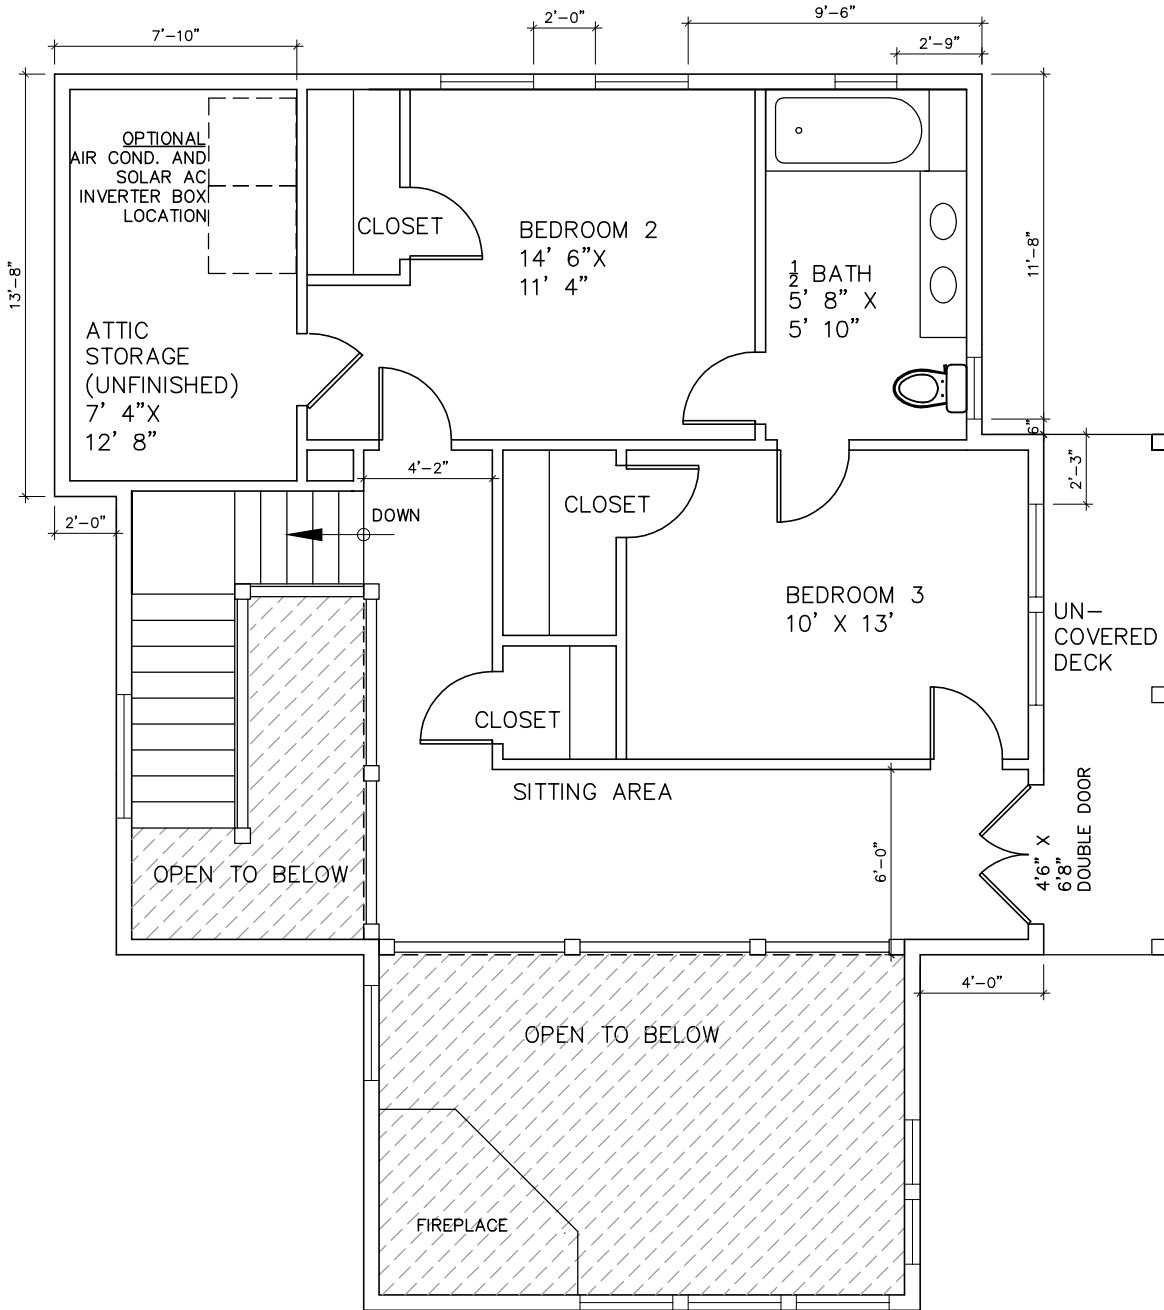 7'-10"
2'-0"
9'-6"
2'-9"
OPTIONAL
AIR COND. AND
SOLAR AC
INVERTER BOX
LOCATION
13'-8"
CLOSET
BEDROOM 2
14' 6"X
11' 4"
1/2 BATH
5' 8" X
5' 10"
11'-8"
ATTIC
STORAGE
(UNFINISHED)
7' 4"X
12' 8"
6"
4'-2"
2'-3"
2'-0"
DOWN
CLOSET
BEDROOM 3
10' X 13'
UN-
COVERED
DECK
CLOSET
SITTING AREA
6'-0"
4'6" X
6'8"
DOUBLE DOOR
OPEN TO BELOW
4'-0"
OPEN TO BELOW
FIREPLACE